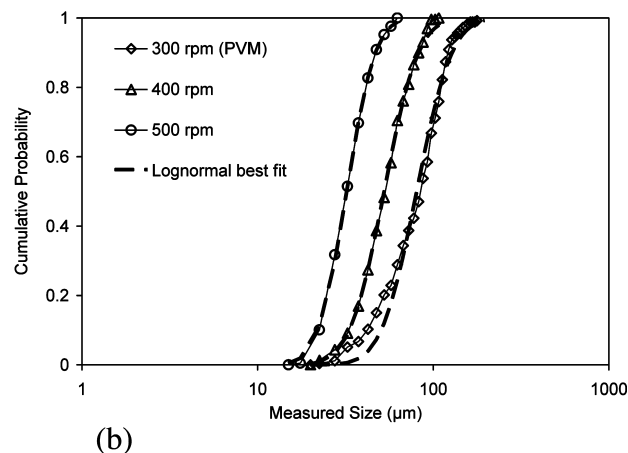 1
0.8
0.6
0.4
0.2
0
Cumulative Probability
300 rpm (PVM)
400 rpm
500 rpm
Lognormal best fit
1 10 100 1000
Measured Size (μm)
(b)